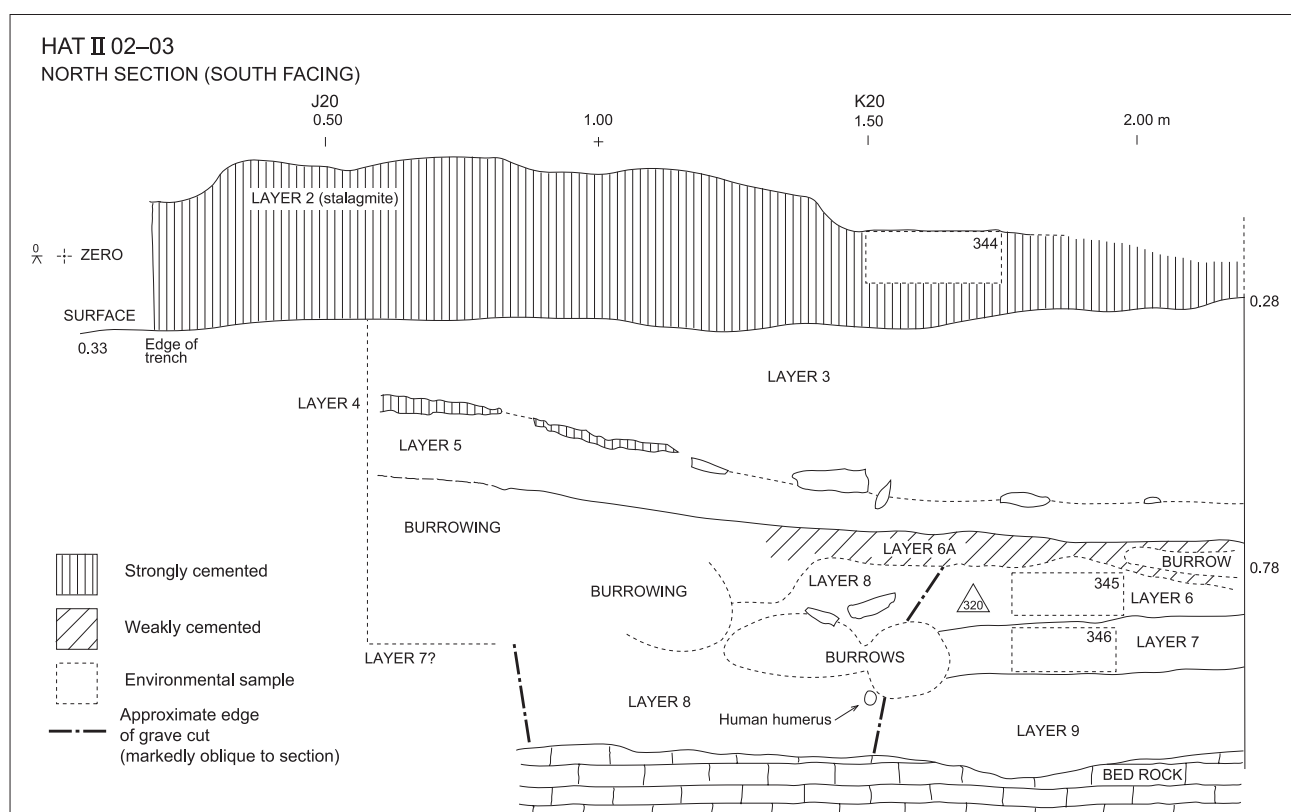 HAT II 02–03
NORTH SECTION (SOUTH FACING)
J20
0.50
1.00
K20
1.50
2.00 m
LAYER 2 (stalagmite)
344
0
ZERO
SURFACE
0.33
Edge of
trench
0.28
LAYER 3
LAYER 4
LAYER 5
BURROWING
LAYER 6A
BURROW
0.78
LAYER 8
345
BURROWING
320
LAYER 6
346
LAYER 7
LAYER 7?
BURROWS
LAYER 8
Human humerus
LAYER 9
BED ROCK
Strongly cemented
Weakly cemented
Environmental sample
Approximate edge
of grave cut
(markedly oblique to section)